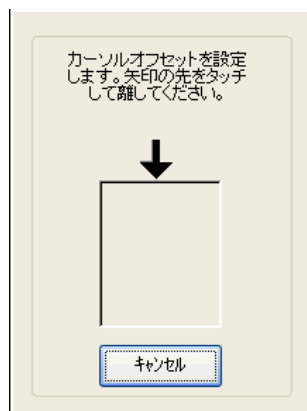 カーソルオフセットを設定
します。矢印の先をタッチ
して離してください。
キャンセル